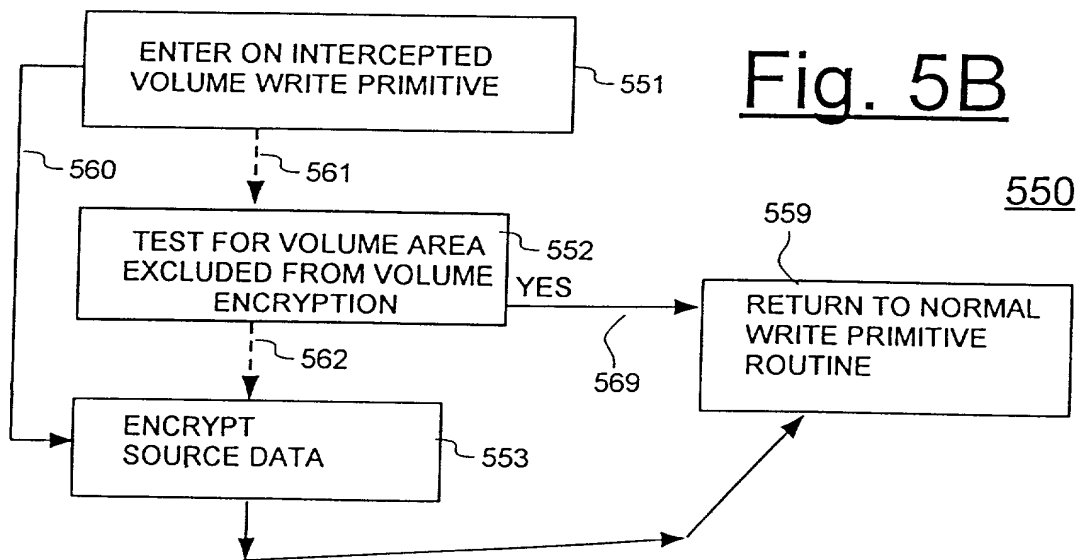 ENTER ON INTERCEPTED
VOLUME WRITE PRIMITIVE
551
Fig. 5B
560
561
550
559
TEST FOR VOLUME AREA
EXCLUDED FROM VOLUME
ENCRYPTION
552
YES
RETURN TO NORMAL
WRITE PRIMITIVE
ROUTINE
562
569
ENCRYPT
SOURCE DATA
553